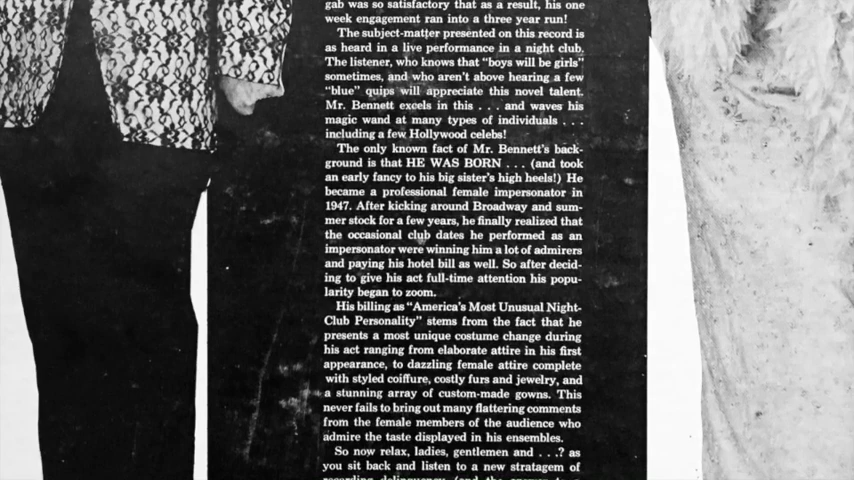 gab was so satisfactory that as a result, his one
week engagement ran into a three year run!
The subject-matter presented on this record is
as heard in a live performance in a night club.
The listener, who knows that “boys will be girls”
sometimes, and who aren't above hearing a few
“blue” quips will appreciate this novel talent.
Mr. Bennett excels in this . . . and waves his
magic wand at many types of individuals . . .
including a few Hollywood celebs!
The only known fact of Mr. Bennett's back-
ground is that HE WAS BORN . . . (and took
an early fancy to his big sister's high heels!) He
became a professional female impersonator in
1947. After kicking around Broadway and sum-
mer stock for a few years, he finally realized that
the occasional club dates he performed as an
impersonator were winning him a lot of admirers
and paying his hotel bill as well. So after decid-
ing to give his act full-time attention his popu-
larity began to zoom.
His billing as “America's Most Unusual Night-
Club Personality” stems from the fact that he
presents a most unique costume change during
his act ranging from elaborate attire in his first
appearance, to dazzling female attire complete
with styled coiffure, costly furs and jewelry, and
a stunning array of custom-made gowns. This
never fails to bring out many flattering comments
from the female members of the audience who
admire the taste displayed in his ensembles.
So now relax, ladies, gentlemen and . . .? as
you sit back and listen to a new stratagem of
recording delinquency (and the answer to a